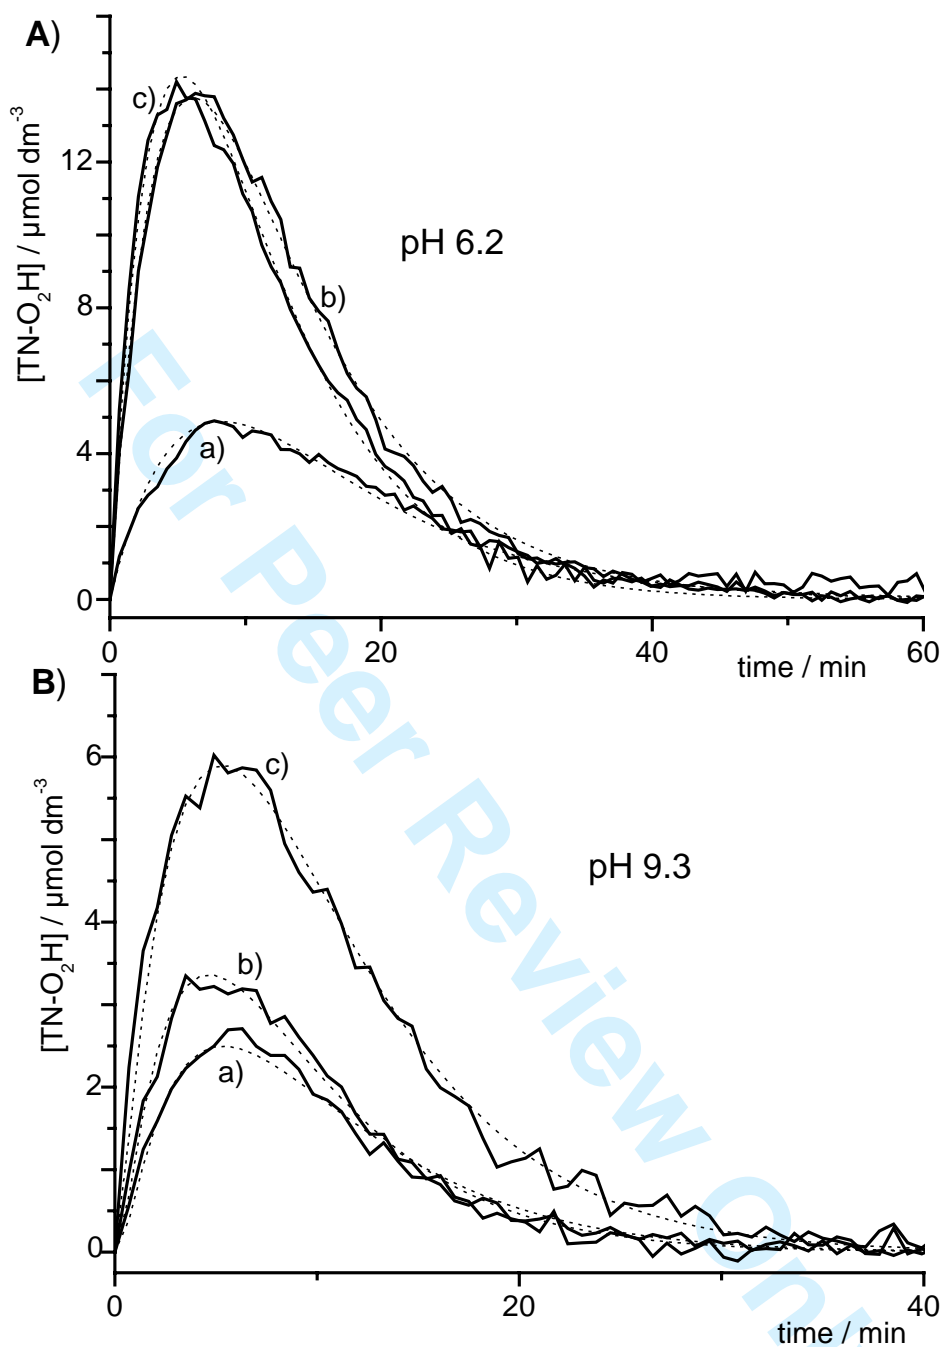 A)
[TN-O₂H] / µmol dm⁻³
12
8
4
0
c)
pH 6.2
b)
a)
0 20 40 60
time / min
B)
[TN-O₂H] / µmol dm⁻³
6
4
2
0
c)
pH 9.3
b)
a)
0 20 40
time / min
For Peer Review Only